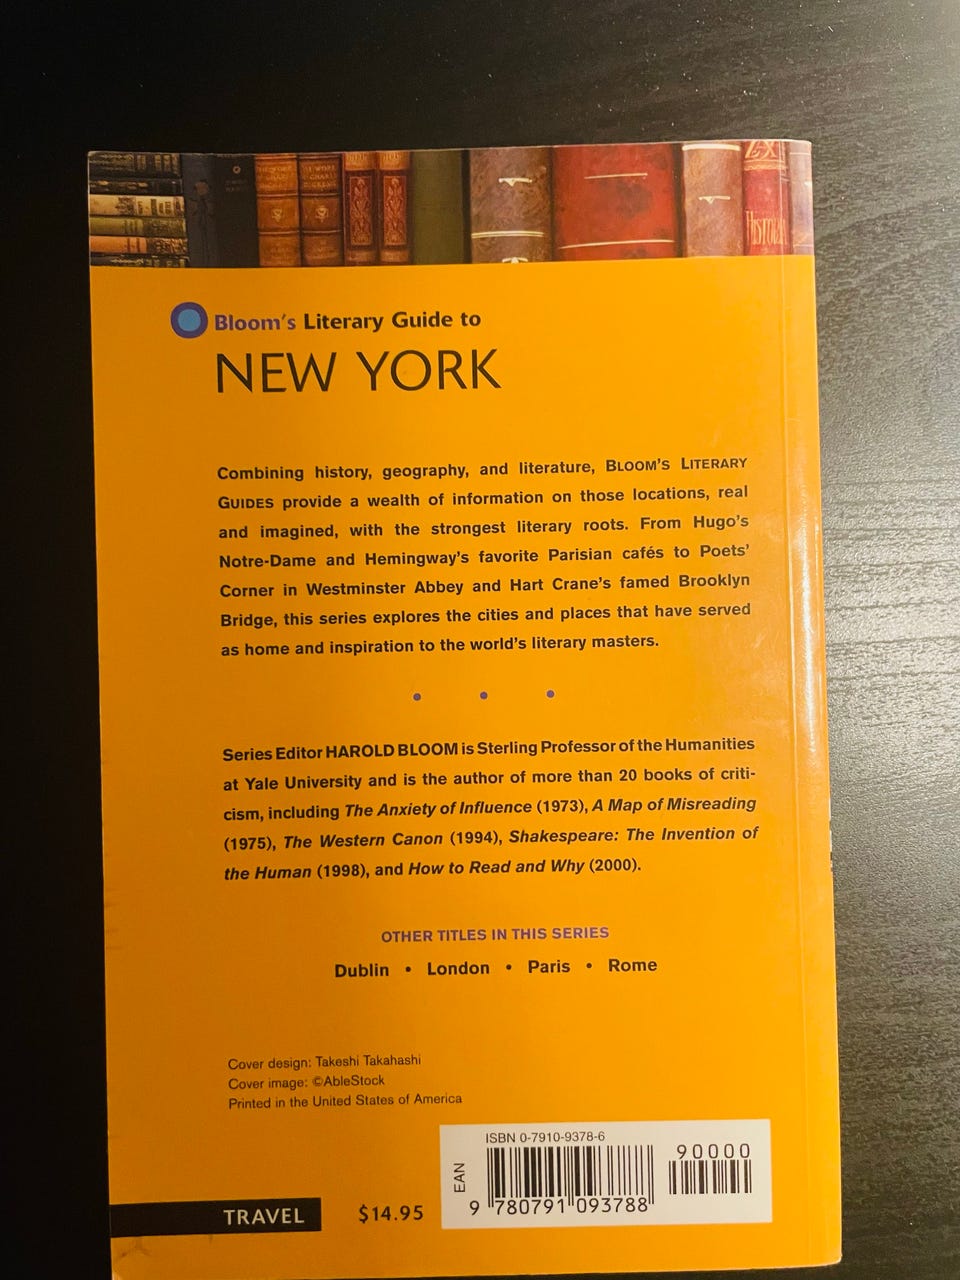 THE WORKS
CHARLES
DICKENS
HISTORY
Bloom's Literary Guide to
NEW YORK
Combining history, geography, and literature, BLOOM'S LITERARY
GUIDES provide a wealth of information on those locations, real
and imagined, with the strongest literary roots. From Hugo's
Notre-Dame and Hemingway's favorite Parisian cafés to Poets'
Corner in Westminster Abbey and Hart Crane's famed Brooklyn
Bridge, this series explores the cities and places that have served
as home and inspiration to the world's literary masters.
• • •
Series Editor HAROLD BLOOM is Sterling Professor of the Humanities
at Yale University and is the author of more than 20 books of criti-
cism, including The Anxiety of Influence (1973), A Map of Misreading
(1975), The Western Canon (1994), Shakespeare: The Invention of
the Human (1998), and How to Read and Why (2000).
OTHER TITLES IN THIS SERIES
Dublin • London • Paris • Rome
Cover design: Takeshi Takahashi
Cover image: ©AbleStock
Printed in the United States of America
ISBN 0-7910-9378-6
90000
EAN
9 780791 093788
TRAVEL
$14.95